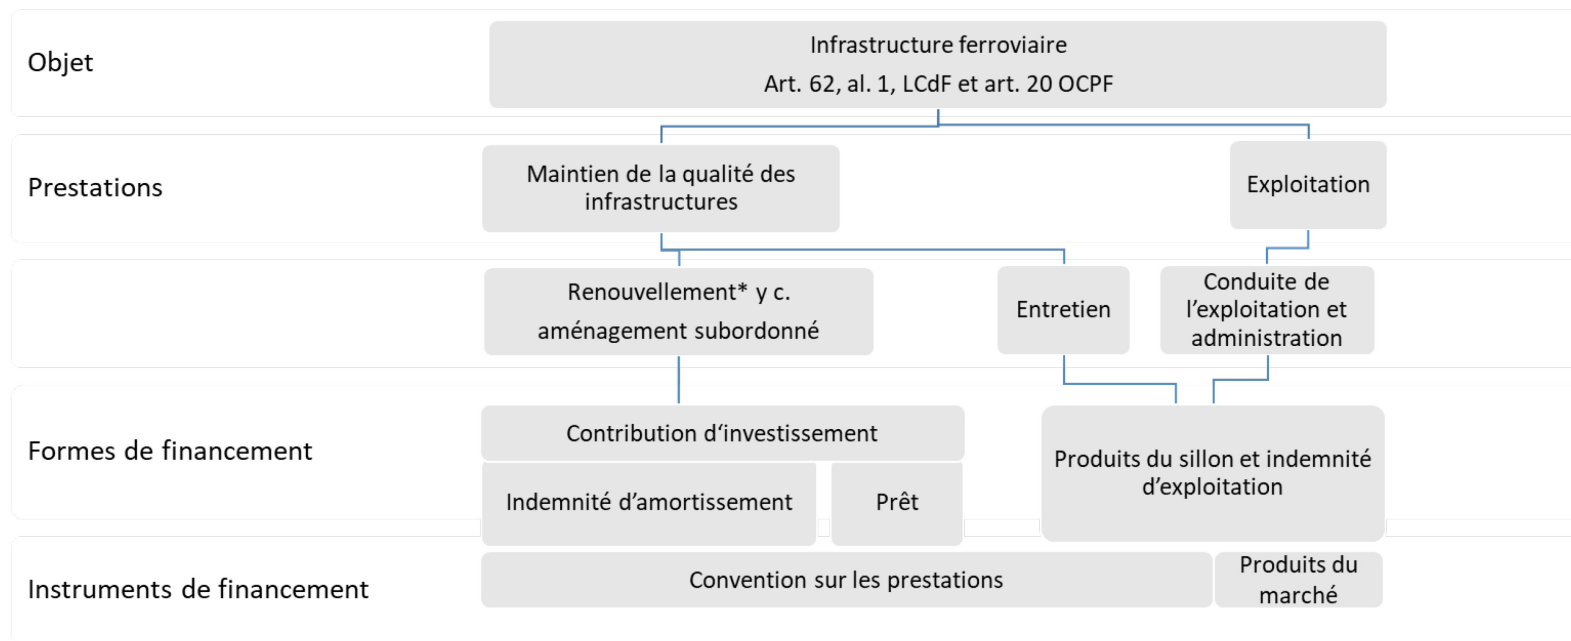 Objet
Infrastructure ferroviaire
Art. 62, al. 1, LCdF et art. 20 OCPF
Prestations
Maintien de la qualité des
infrastructures
Exploitation
Renouvellement* y c.
aménagement subordonné
Entretien
Conduite de
l’exploitation et
administration
Formes de financement
Contribution d‘investissement
Indemnité d’amortissement
Prêt
Produits du sillon et indemnité
d’exploitation
Instruments de financement
Convention sur les prestations
Produits du
marché